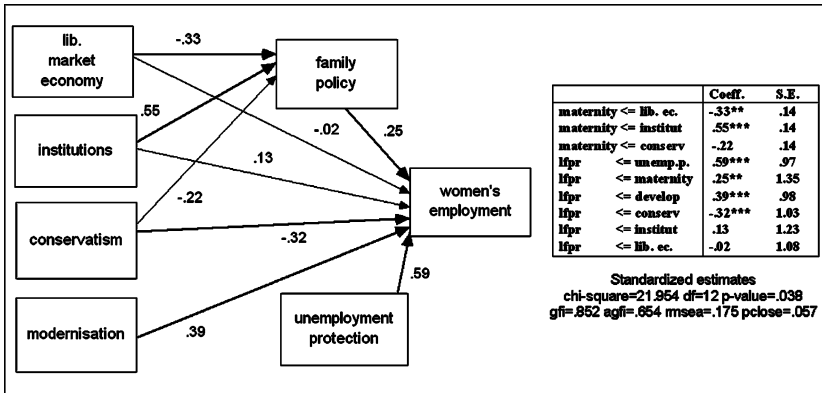 lib.
market
economy
-.33
family
policy
.55
-.02
.25
institutions
.13
women's
employment
-.22
conservatism
-.32
.59
modernisation
.39
unemployment
protection
Coeff. S.E.
maternity <= lib. ec. -.33** .14
maternity <= institut .55*** .14
maternity <= conserv -.22 .14
lfpr <= unemp.p. .59*** .97
lfpr <= maternity .25** 1.35
lfpr <= develop .39*** .98
lfpr <= conserv -.32*** 1.03
lfpr <= institut .13 1.23
lfpr <= lib. ec. -.02 1.08
Standardized estimates
chi-square=21.954 df=12 p-value=.038
gfi=.852 agfi=.654 rmsea=.175 pclose=.057